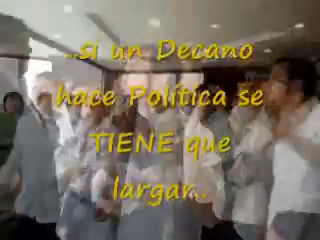 ..si un Decano
hace Política se
TIENE que
largar..